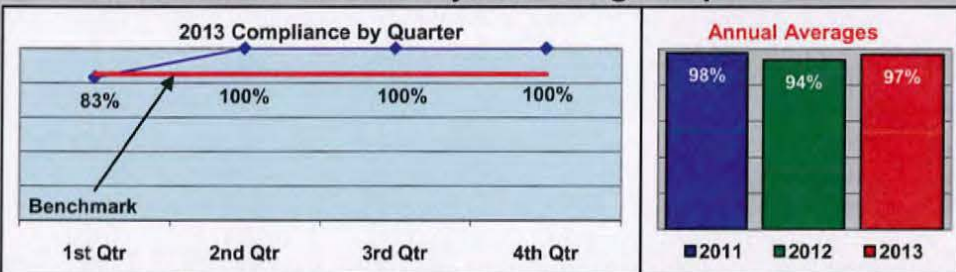 2013 Compliance by Quarter
83%
100%
100%
100%
Benchmark
1st Qtr
2nd Qtr
3rd Qtr
4th Qtr
Annual Averages
98%
94%
97%
2011
2012
2013